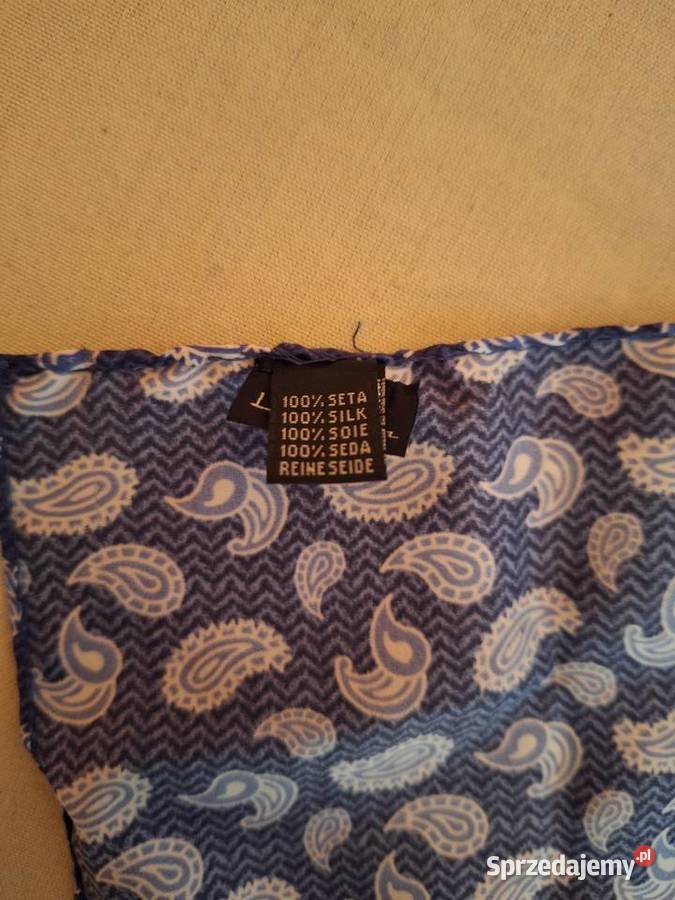 100% SETA
100% SILK
100% SOIE
100% SEDA
REINE SEIDE
Sprzedajemy.pl